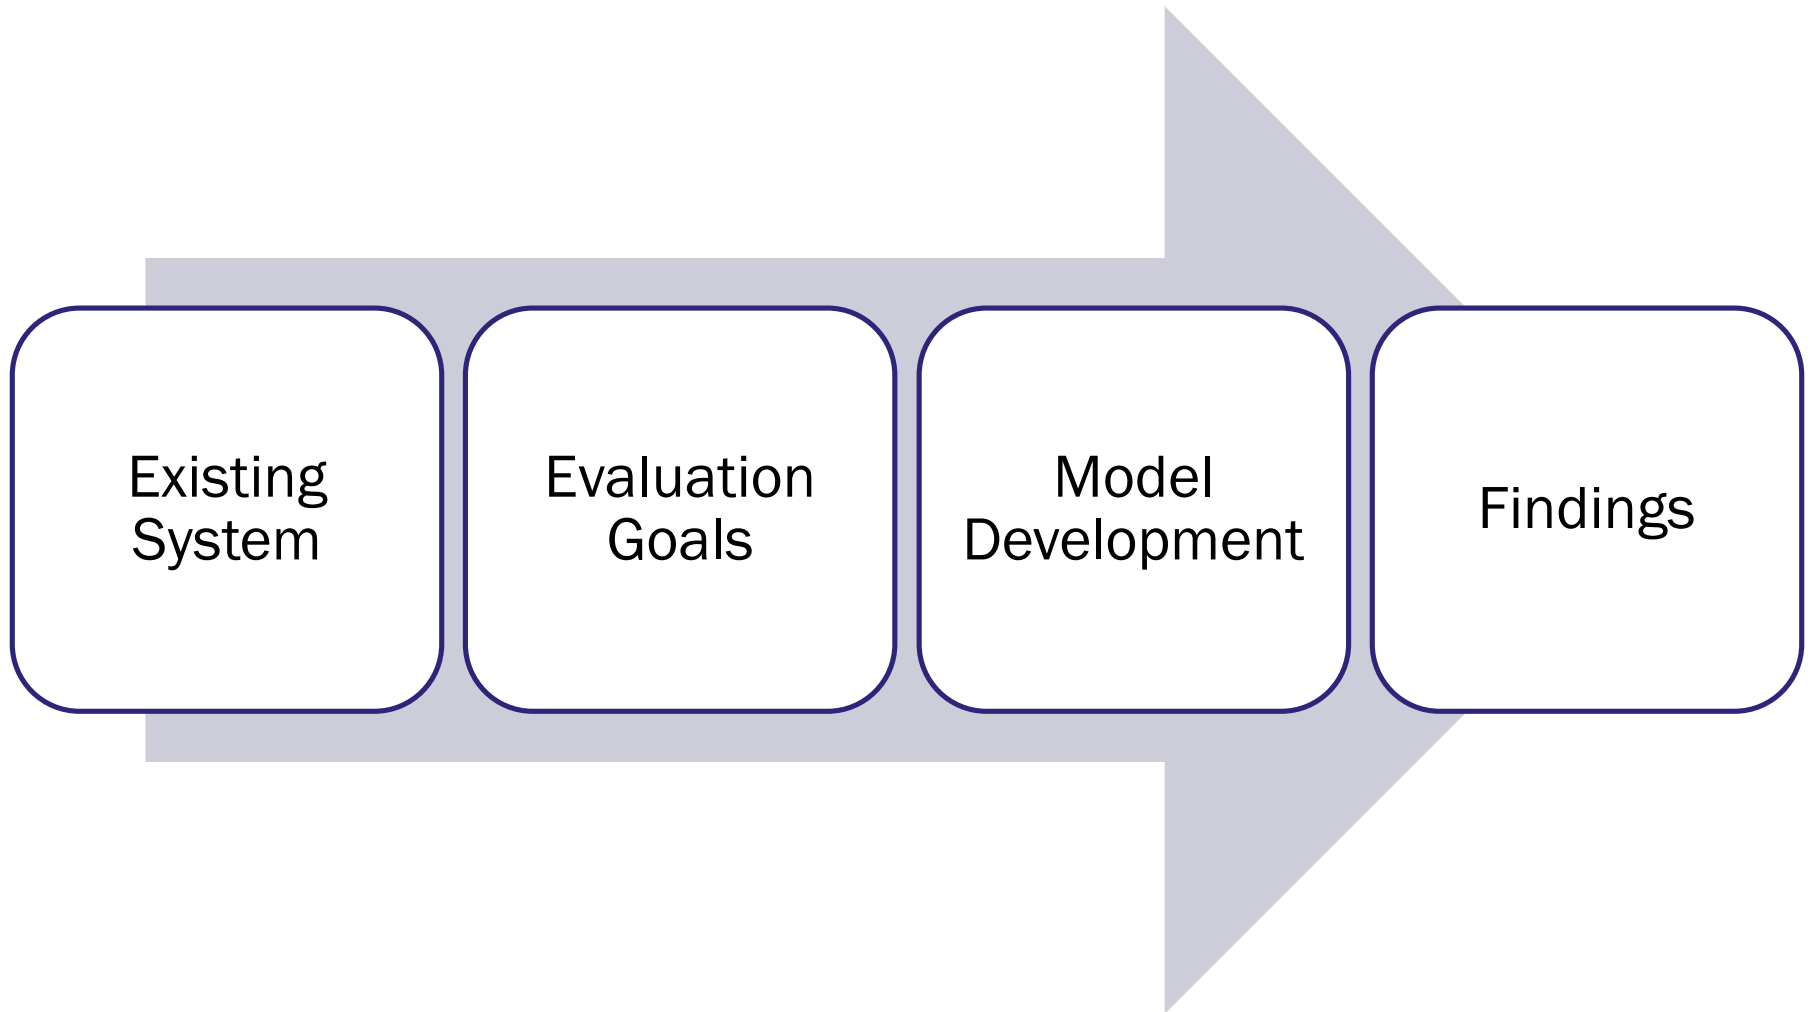 Existing
System
Evaluation
Goals
Model
Development
Findings